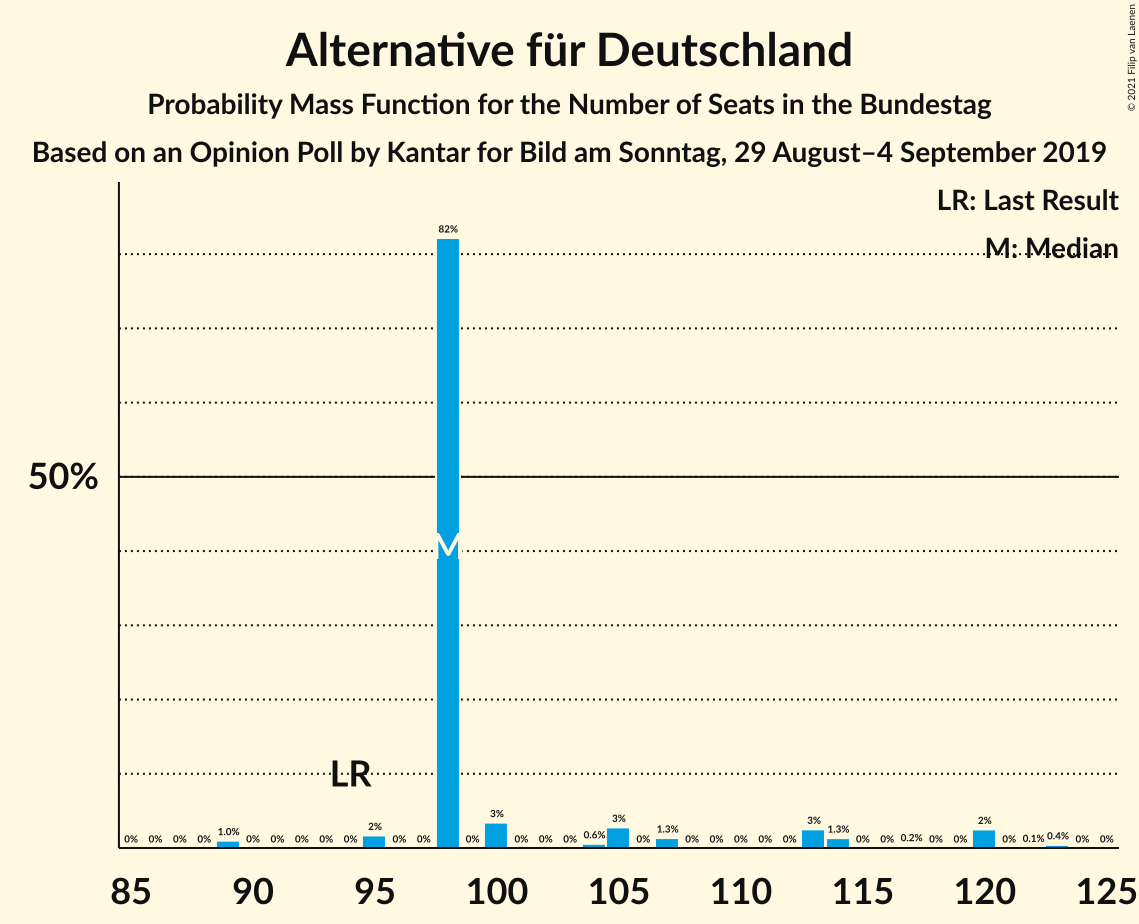 Alternative für Deutschland
Probability Mass Function for the Number of Seats in the Bundestag
Based on an Opinion Poll by Kantar for Bild am Sonntag, 29 August–4 September 2019
© 2021 Filip van Laenen
LR: Last Result
M: Median
50%
82%
M
LR
0% 0% 0% 0% 1.0% 0% 0% 0% 0% 0% 2% 0% 0% 0% 3% 0% 0% 0% 0.6% 3% 0% 1.3% 0% 0% 0% 0% 0% 3% 1.3% 0% 0% 0.2% 0% 0% 2% 0% 0.1% 0.4% 0% 0%
85 90 95 100 105 110 115 120 125